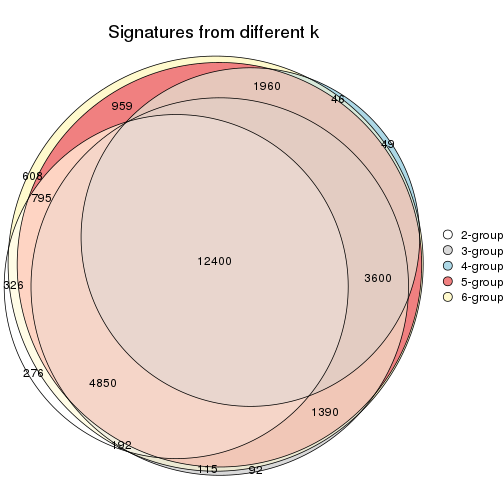 Signatures from different k
1960
46
959
49
608
795
12400
3600
326
276
4850
1390
192
115
92
2-group
3-group
4-group
5-group
6-group